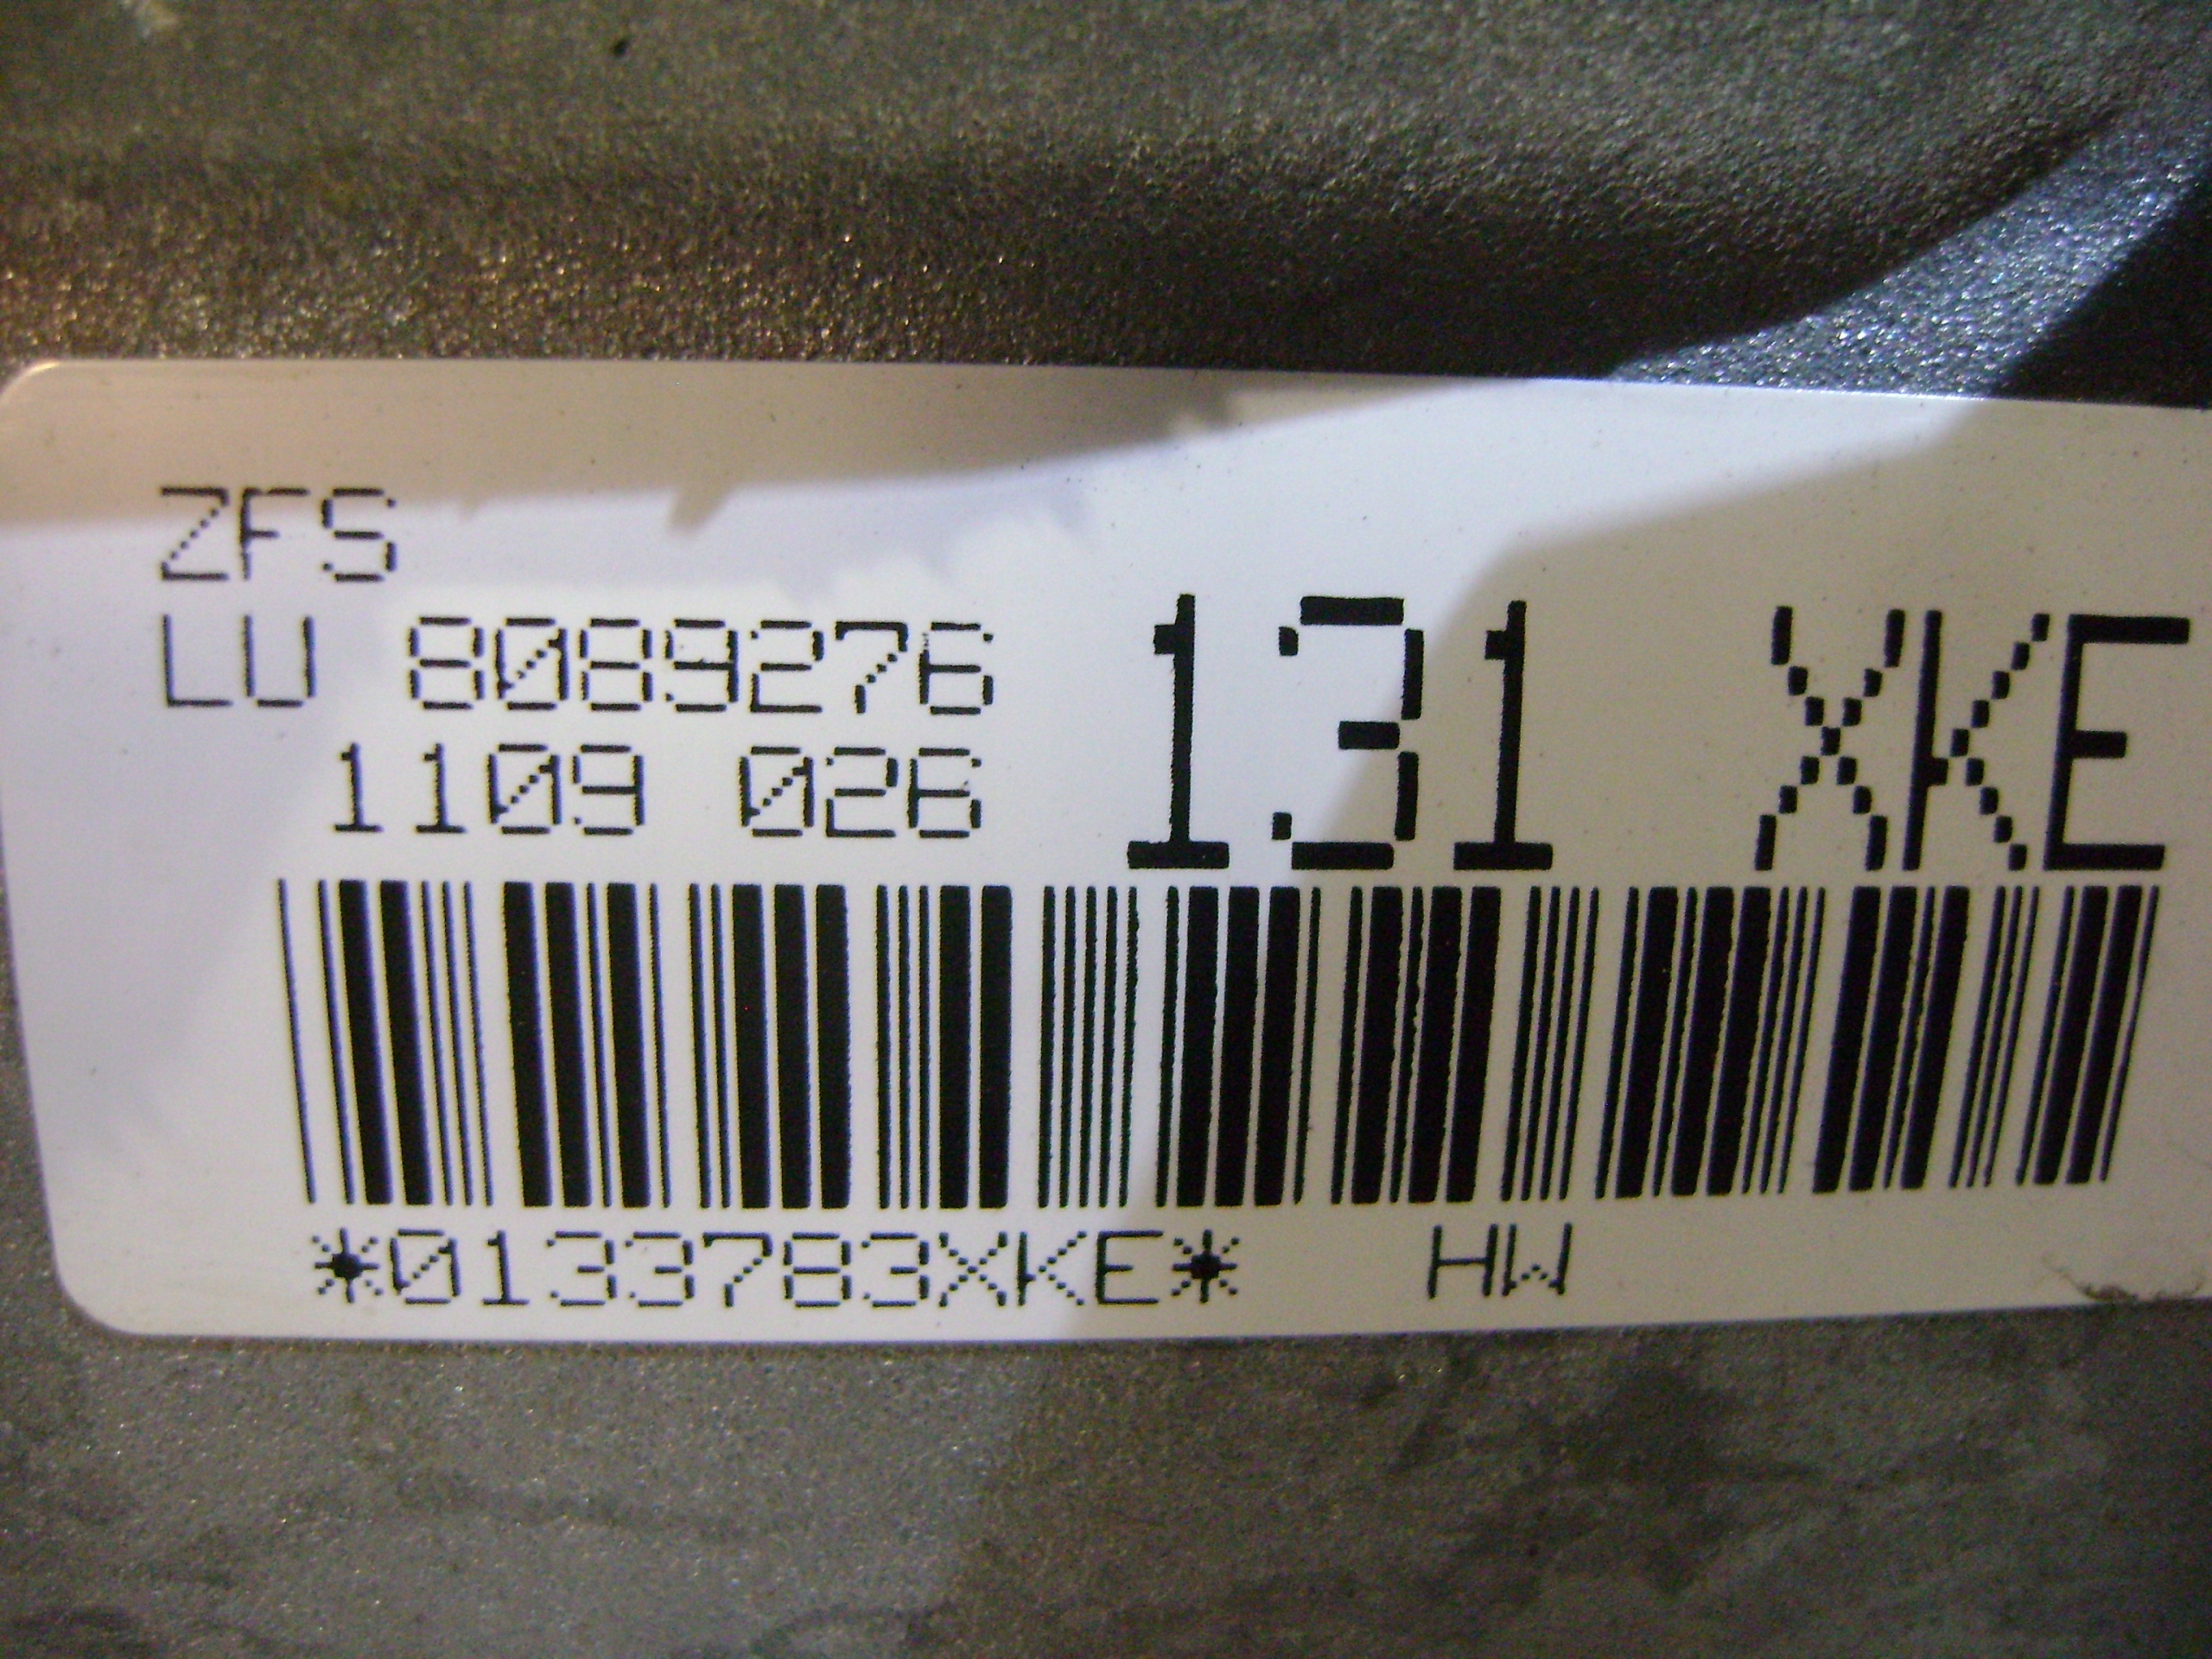 ZFS
LU 8089276 131 XKE
1109 026
*0133783XKE* HW